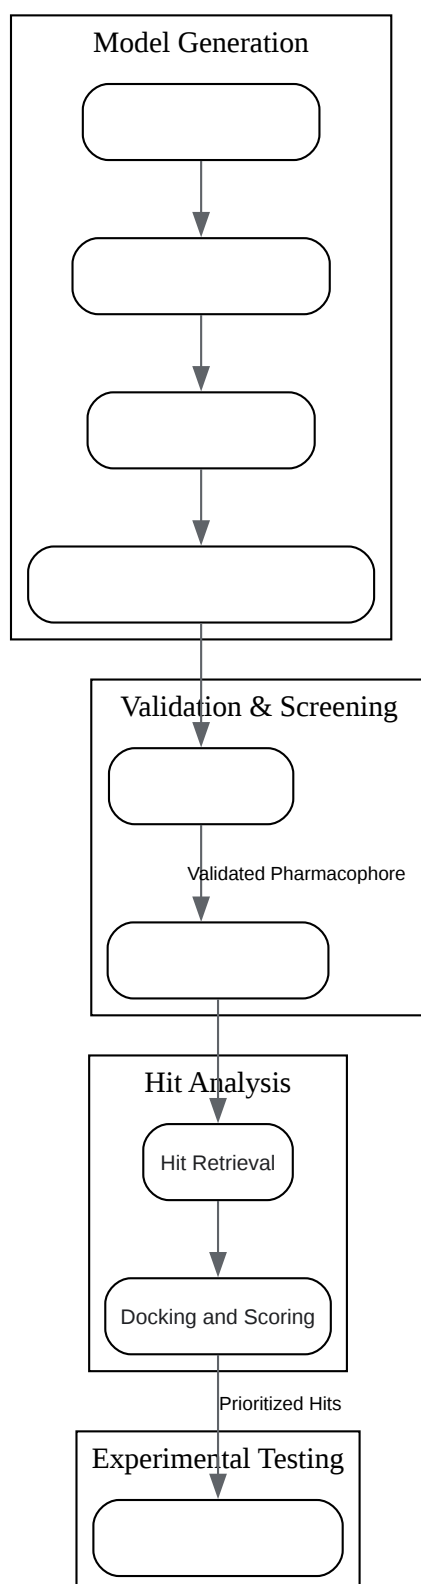 Model Generation
Validation & Screening
Validated Pharmacophore
Hit Analysis
Hit Retrieval
Docking and Scoring
Prioritized Hits
Experimental Testing